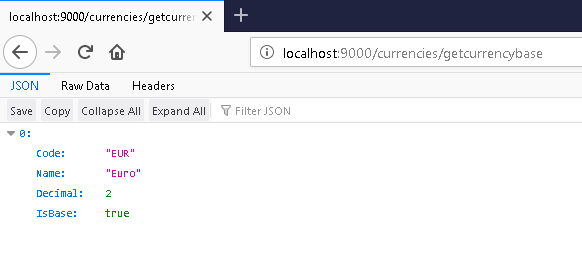 localhost:9000/currencies/getcurren
localhost:9000/currencies/getcurrencybase
JSON Raw Data Headers
Save Copy Collapse All Expand All Filter JSON
0:
Code: "EUR"
Name: "Euro"
Decimal: 2
IsBase: true